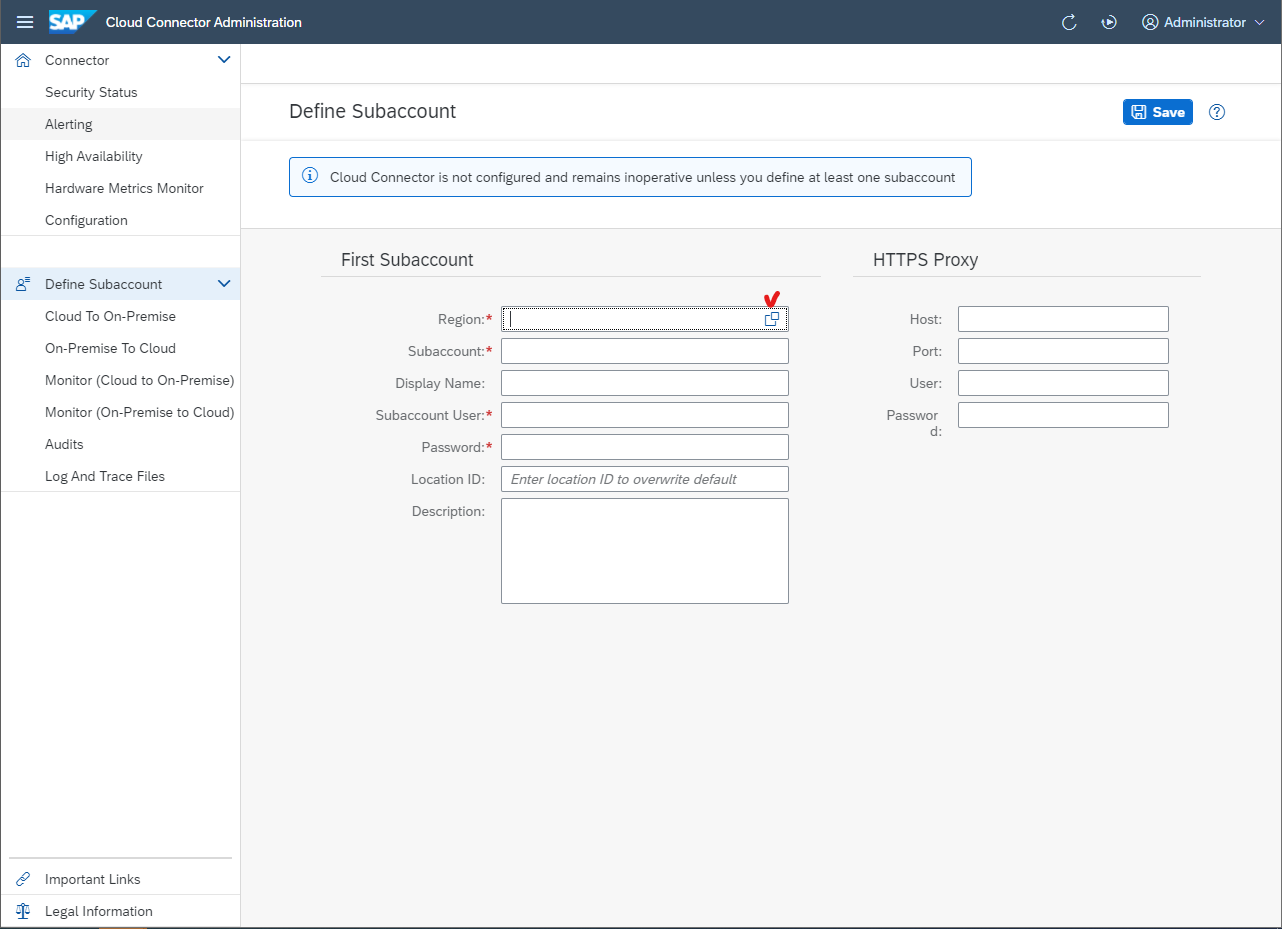 SAP Cloud Connector Administration
Administrator
Connector
Security Status
Alerting
High Availability
Hardware Metrics Monitor
Configuration
Define Subaccount
Cloud To On-Premise
On-Premise To Cloud
Monitor (Cloud to On-Premise)
Monitor (On-Premise to Cloud)
Audits
Log And Trace Files
Important Links
Legal Information
Define Subaccount
Save
Cloud Connector is not configured and remains inoperative unless you define at least one subaccount
First Subaccount
Region:*
Subaccount:*
Display Name:
Subaccount User:*
Password:*
Location ID: Enter location ID to overwrite default
Description:
HTTPS Proxy
Host:
Port:
User:
Passwor
d: